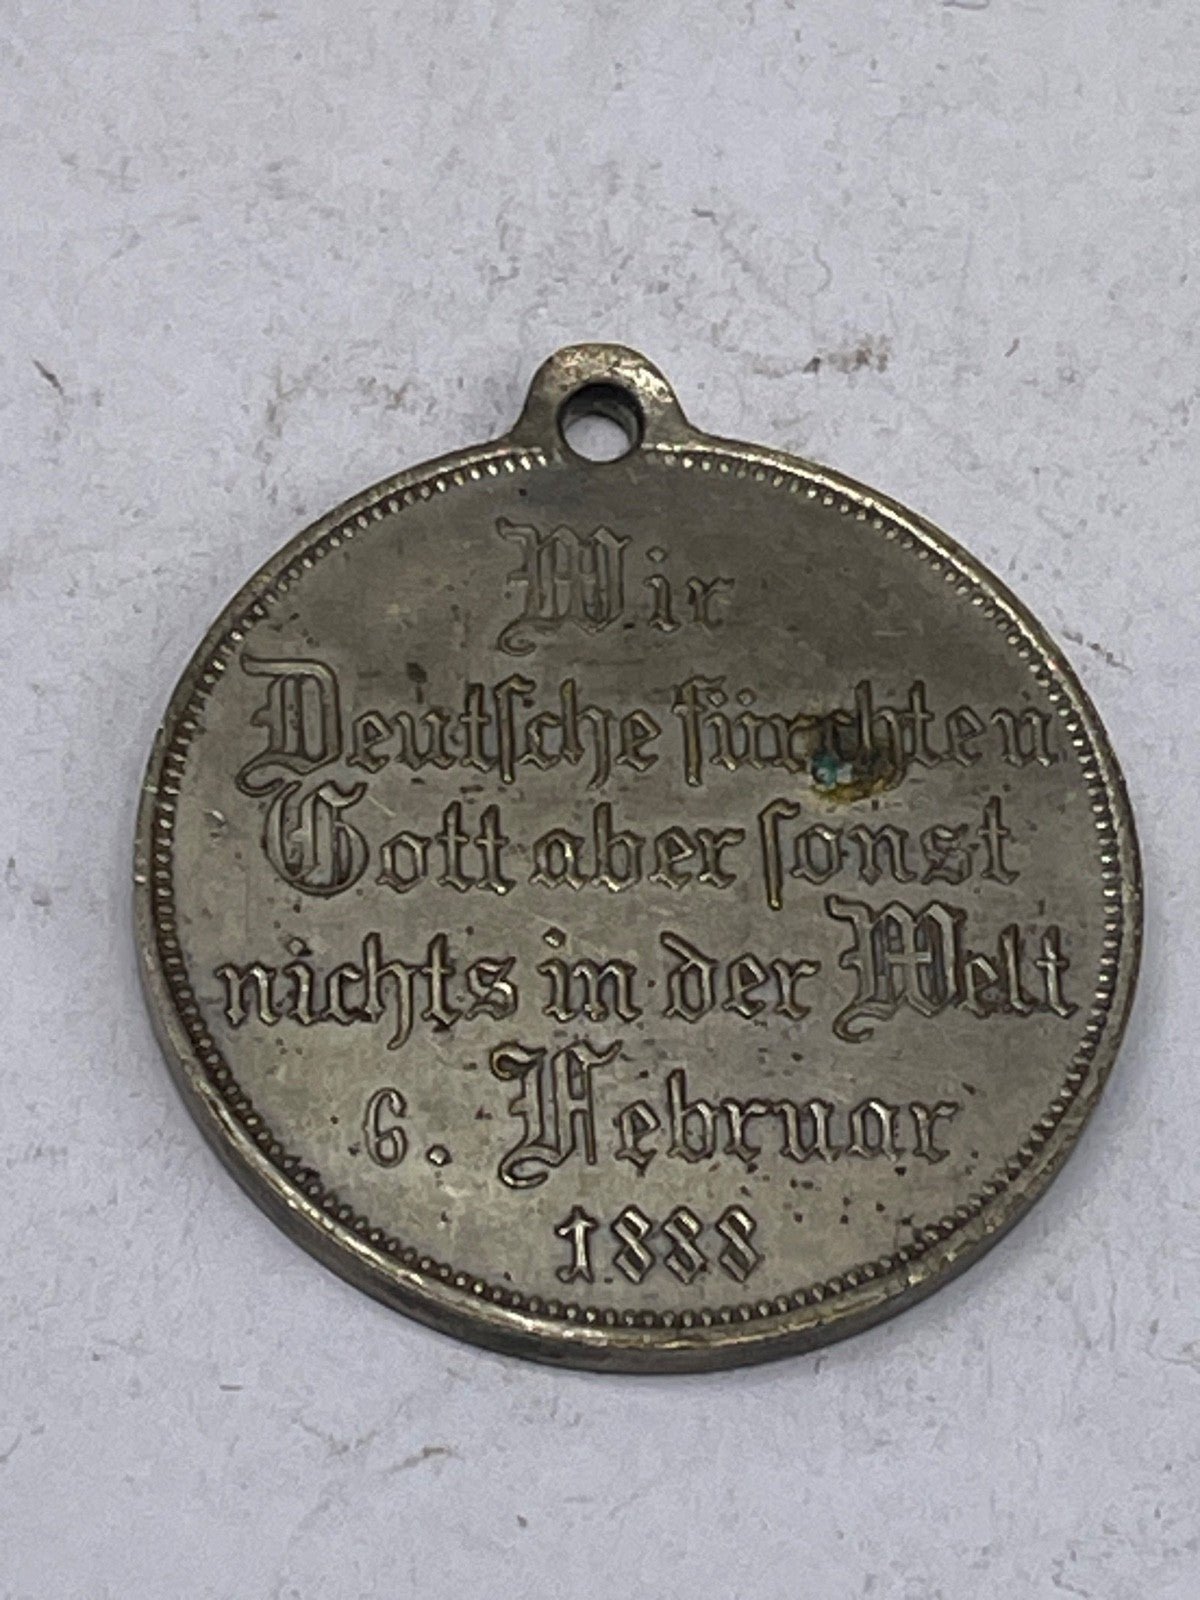 Wir
Deutſche fürchten
Gott aber ſonst
nichts in der Welt
6. Februar
1888